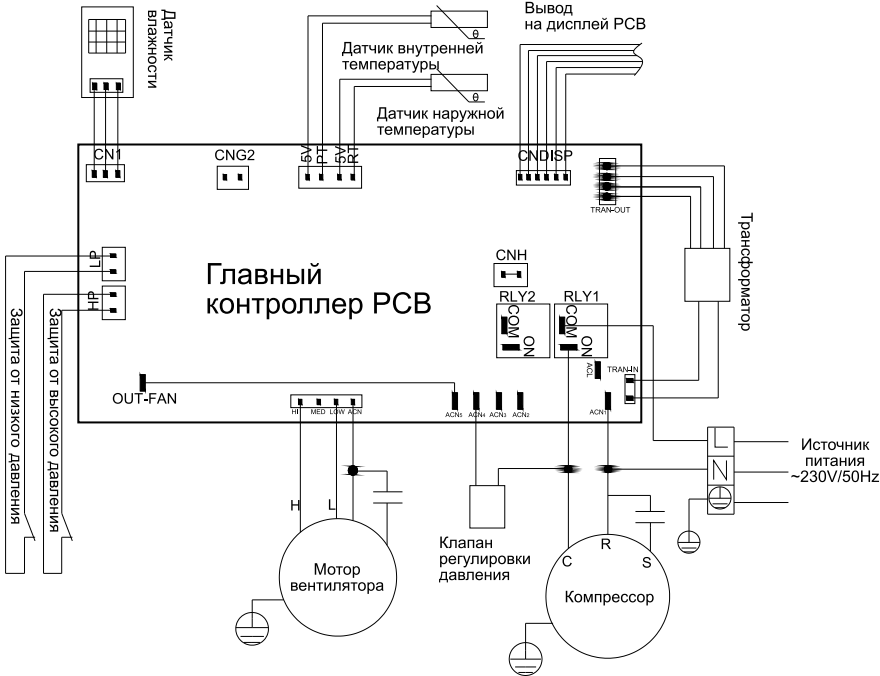 Датчик
влажности
Вывод
на дисплей PCB
Датчик внутренней
температуры
θ
Датчик наружной
температуры
θ
CN1
CNG2
5V
PT
5V
RT
CNDISP
TRAN-OUT
Трансформатор
LP
HP
Главный
контроллер PCB
CNH
RLY2
RLY1
COM
ON
COM
ON
ACL
TRAN-IN
Защита от низкого давления
Защита от высокого давления
OUT-FAN
HI
MED
LOW
ACN
ACN5
ACN4
ACN3
ACN2
ACN1
L
N
Источник
питания
~230V/50Hz
H
L
Мотор
вентилятора
Клапан
регулировки
давления
C
R
S
Компрессор